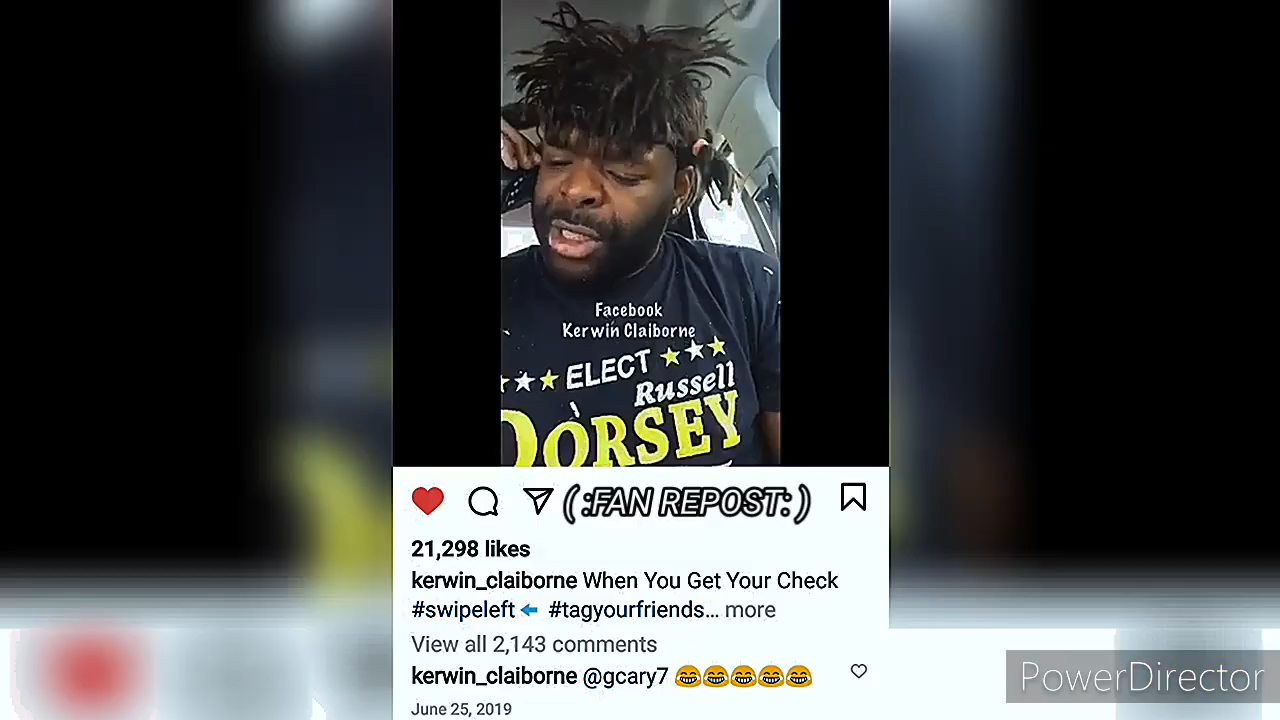 Facebook
Kerwin Claiborne
ELECT
Russell
DORSEY
( :FAN REPOST: )
21,298 likes
kerwin_claiborne When You Get Your Check
#swipeleft #tagyourfriends... more
View all 2,143 comments
kerwin_claiborne @gcary7 😂😂😂😂😂
June 25, 2019
PowerDirector